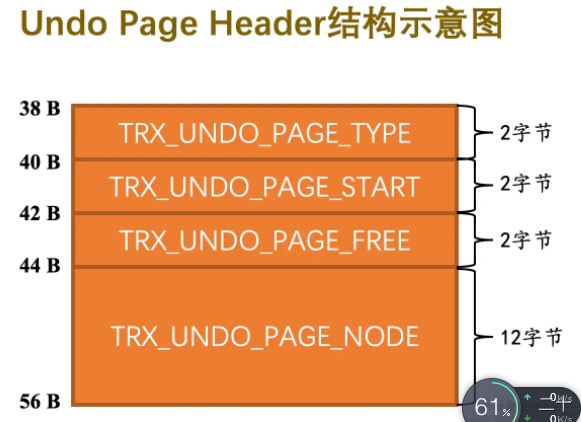 Undo Page Header结构示意图
38 B
TRX_UNDO_PAGE_TYPE
2字节
40 B
TRX_UNDO_PAGE_START
2字节
42 B
TRX_UNDO_PAGE_FREE
2字节
44 B
TRX_UNDO_PAGE_NODE
12字节
56 B
61%
0K/s
0K/s